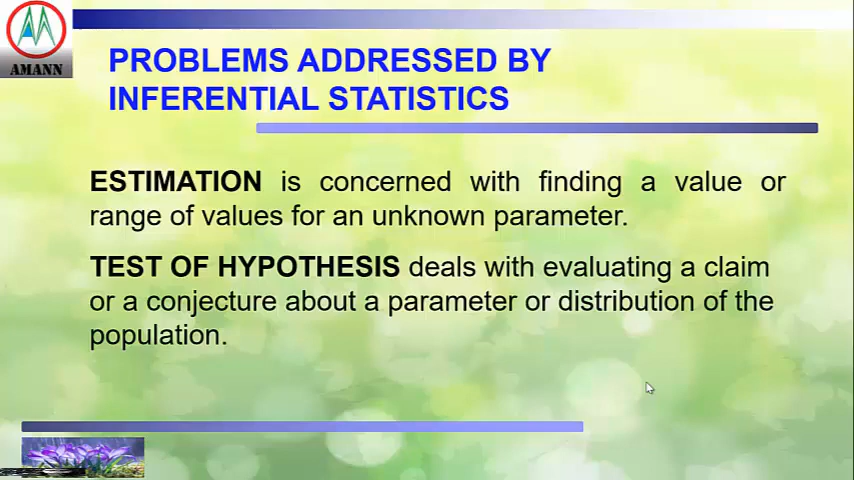 AMANN
PROBLEMS ADDRESSED BY
INFERENTIAL STATISTICS
ESTIMATION is concerned with finding a value or
range of values for an unknown parameter.
TEST OF HYPOTHESIS deals with evaluating a claim
or a conjecture about a parameter or distribution of the
population.